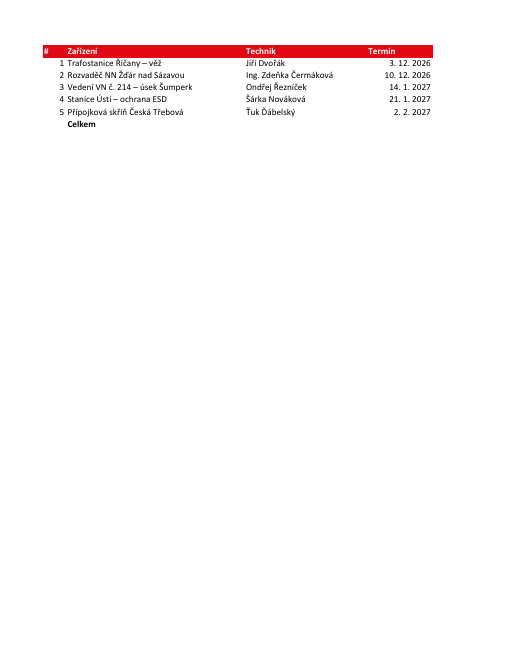 # Zařízení Technik Termín
1 Trafostanice Říčany – věž Jiří Dvořák 3. 12. 2026
2 Rozvaděč NN Žďár nad Sázavou Ing. Zdeňka Čermáková 10. 12. 2026
3 Vedení VN č. 214 – úsek Šumperk Ondřej Řezníček 14. 1. 2027
4 Stanice Ústí – ochrana ESD Šárka Nováková 21. 1. 2027
5 Přípojková skříň Česká Třebová Ťuk Ďábelský 2. 2. 2027
Celkem